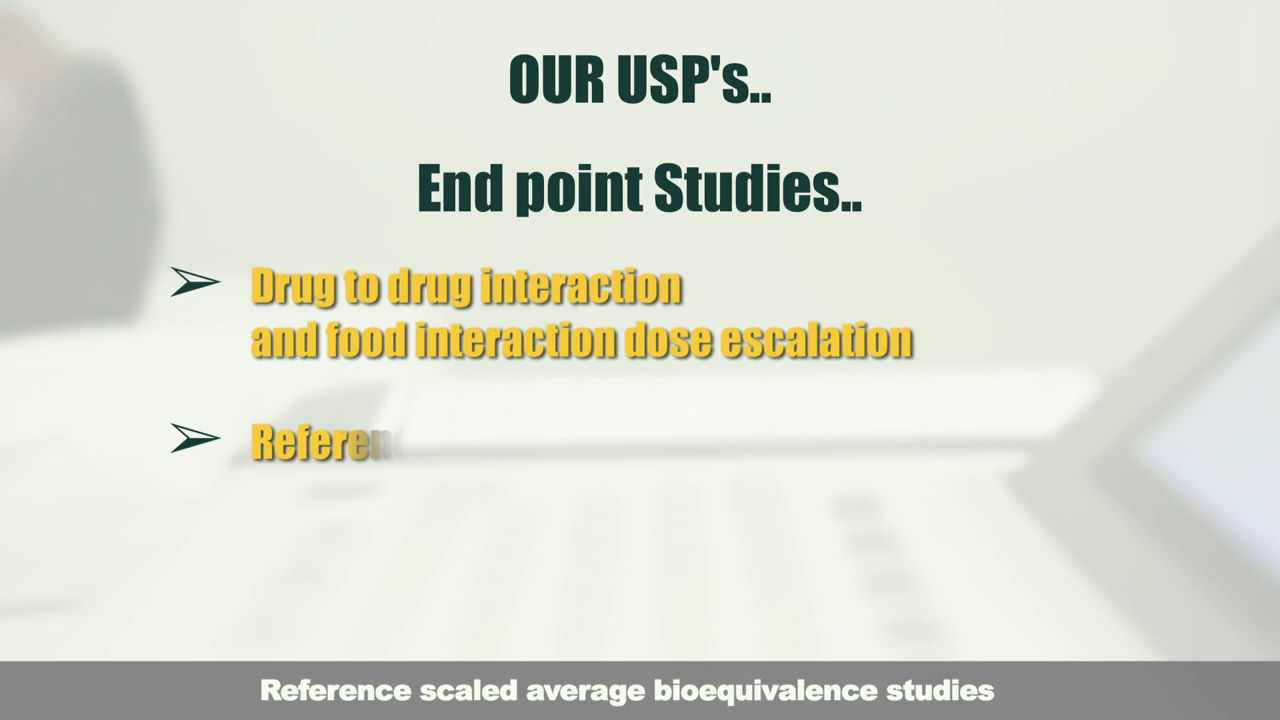 OUR USP's..
End point Studies..
Drug to drug interaction
and food interaction dose escalation
Referen
Reference scaled average bioequivalence studies